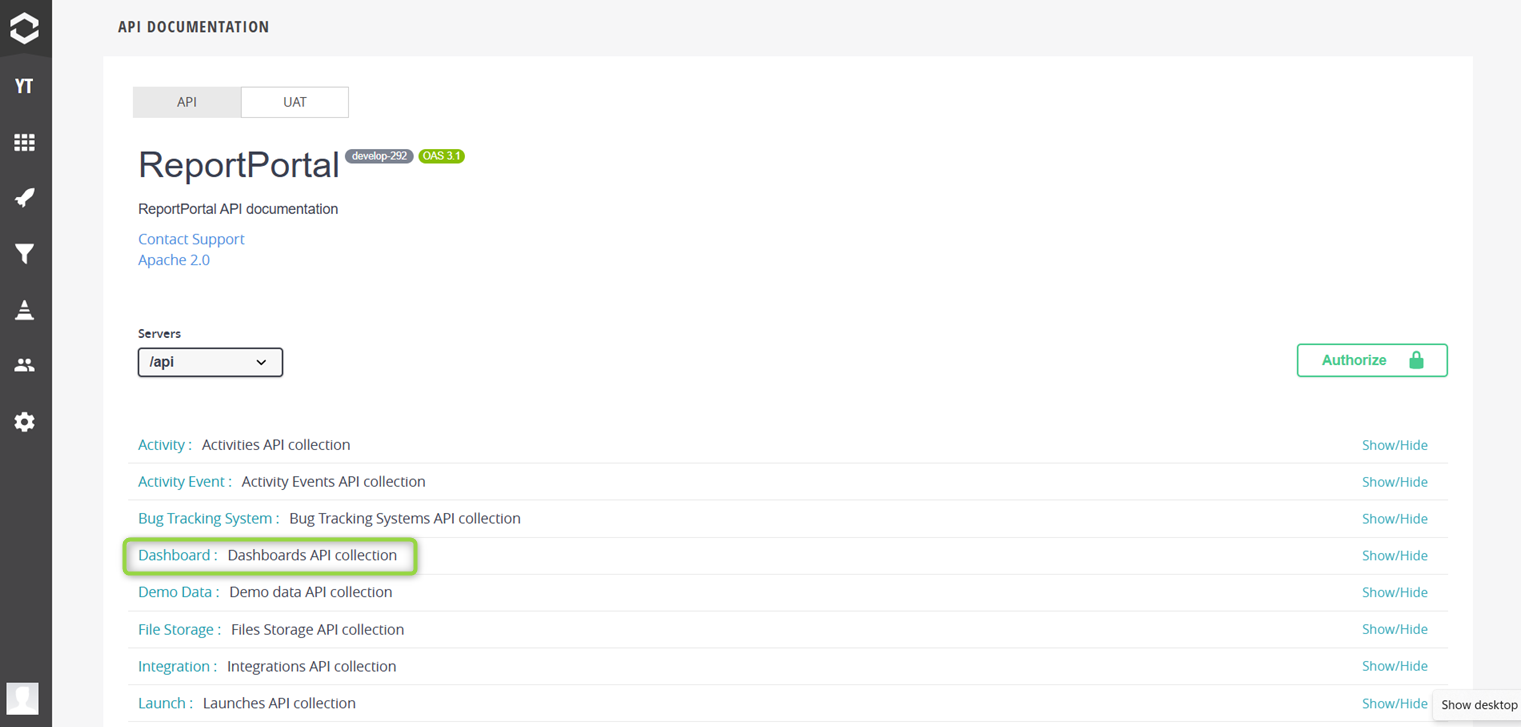 API DOCUMENTATION
YT
API UAT
ReportPortal develop-292 OAS 3.1
ReportPortal API documentation
Contact Support
Apache 2.0
Servers
/api
Authorize
Activity : Activities API collection Show/Hide
Activity Event : Activity Events API collection Show/Hide
Bug Tracking System : Bug Tracking Systems API collection Show/Hide
Dashboard : Dashboards API collection Show/Hide
Demo Data : Demo data API collection Show/Hide
File Storage : Files Storage API collection Show/Hide
Integration : Integrations API collection Show/Hide
Launch : Launches API collection Show/Hide
Show desktop